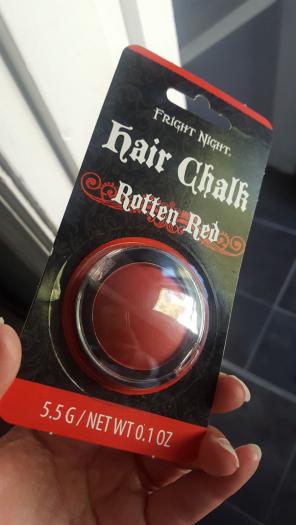 FRIGHT NIGHT.
Hair Chalk
Rotten Red
5.5 G / NET WT 0.1 OZ